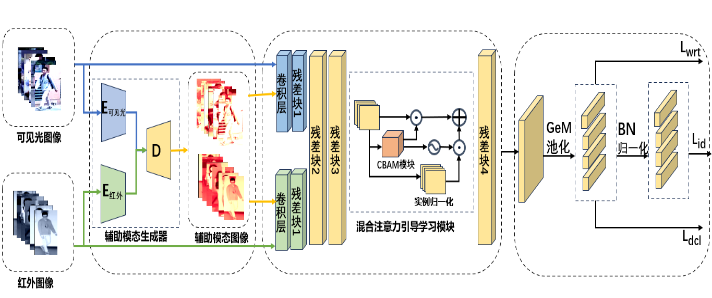 可见光图像
红外图像
E可见光
E红外
D
辅助模态生成器
辅助模态图像
卷积层
残差块1
卷积层
残差块1
残差块2
残差块3
CBAM模块
实例归一化
混合注意力引导学习模块
残差块4
GeM
池化
BN
归一化
Lwrt
Lid
Ldcl